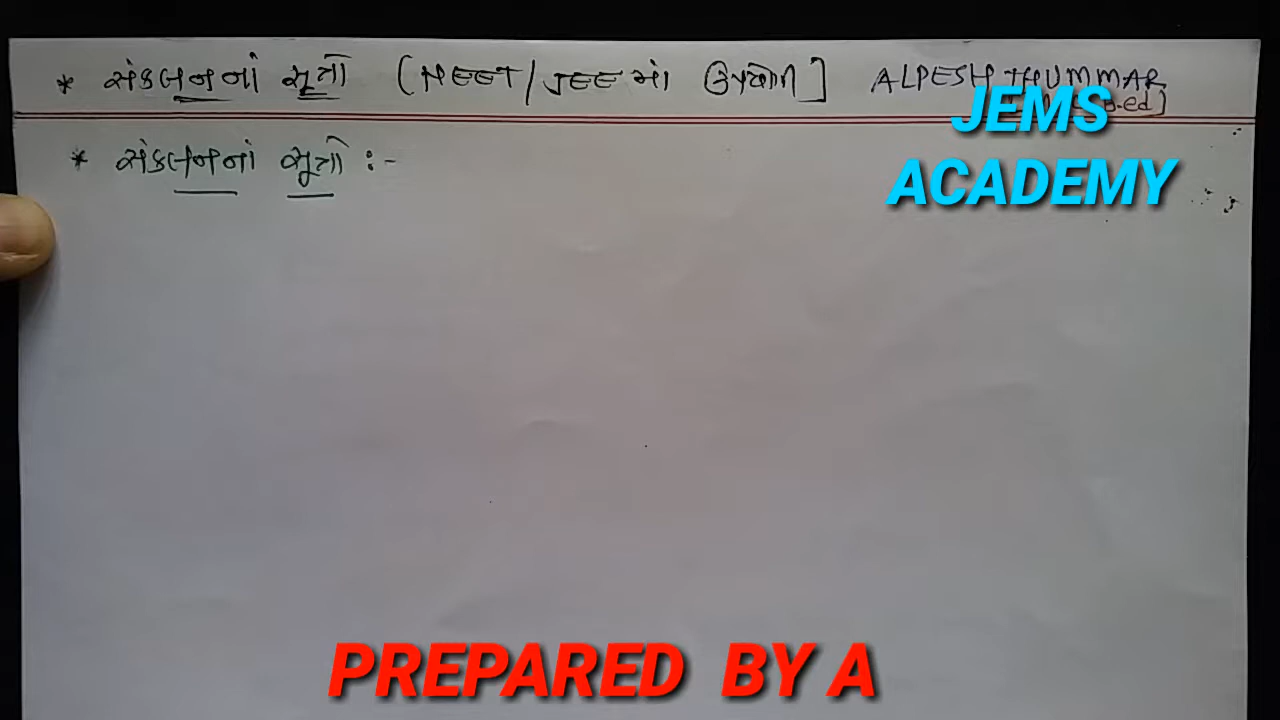 * સંકલનનાં સૂત્રો (NEET/JEE માં ઉપયોગ] ALPESH THUMMAR
JEMS
ACADEMY
* સંકલનનાં સૂત્રો :-
PREPARED BY A